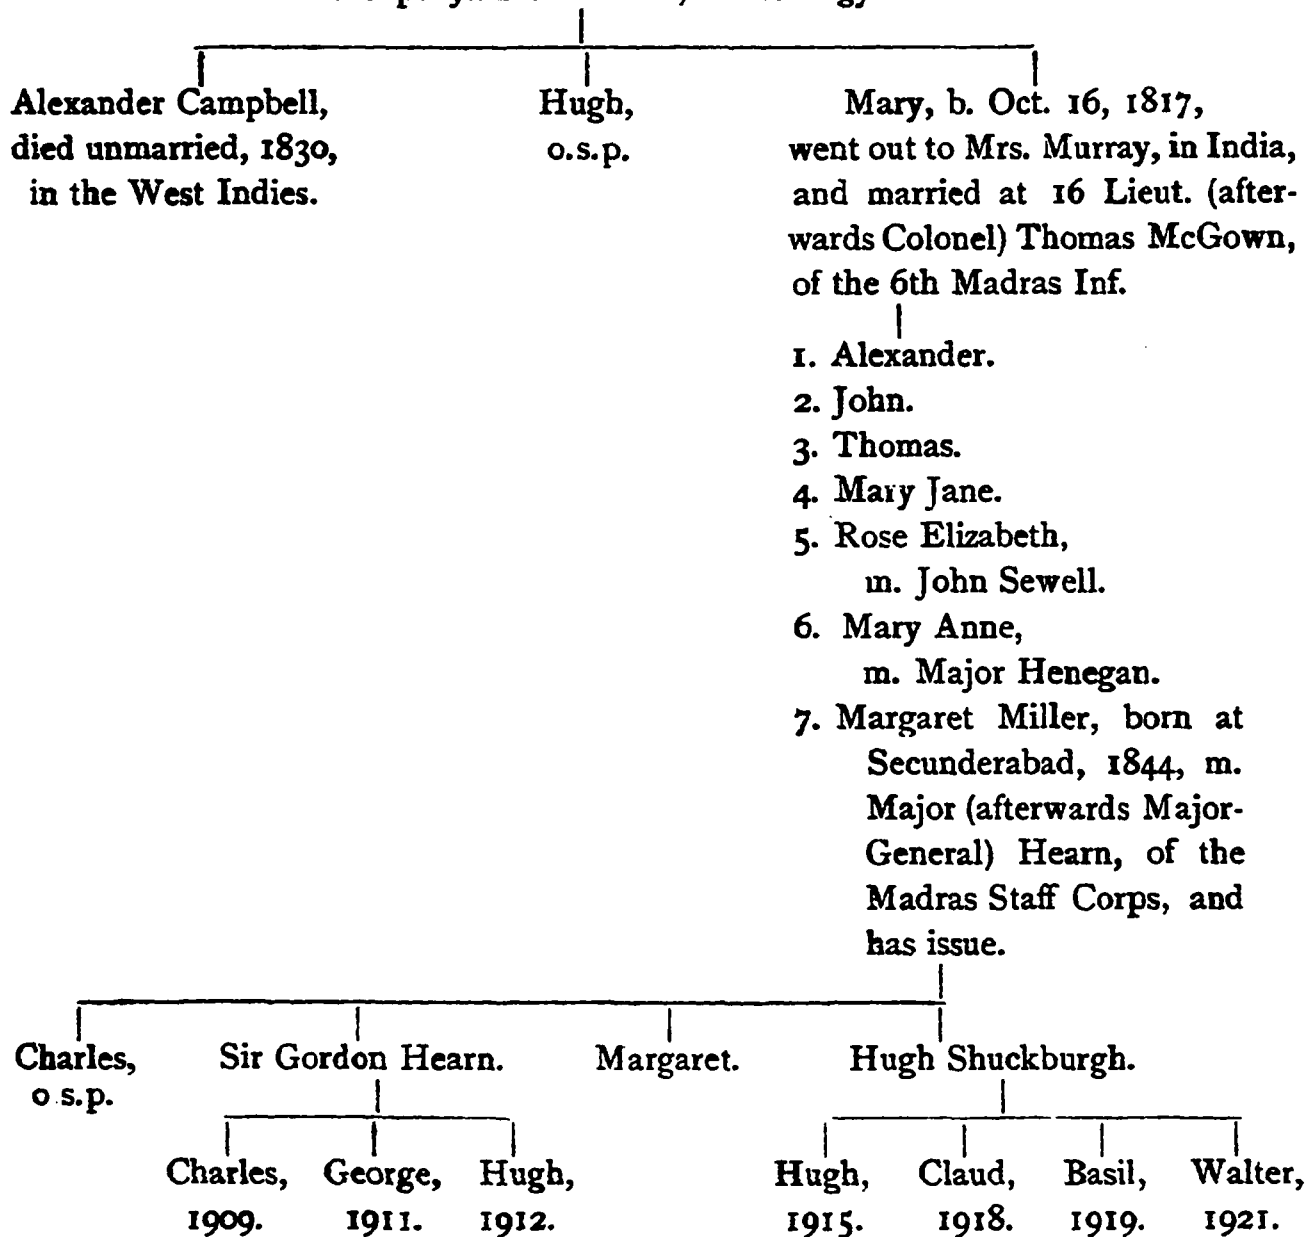 Alexander Campbell,
died unmarried, 1830,
in the West Indies.
Hugh,
o.s.p.
Mary, b. Oct. 16, 1817,
went out to Mrs. Murray, in India,
and married at 16 Lieut. (after-
wards Colonel) Thomas McGown,
of the 6th Madras Inf.
1. Alexander.
2. John.
3. Thomas.
4. Mary Jane.
5. Rose Elizabeth,
m. John Sewell.
6. Mary Anne,
m. Major Henegan.
7. Margaret Miller, born at
Secunderabad, 1844, m.
Major (afterwards Major-
General) Hearn, of the
Madras Staff Corps, and
has issue.
Charles,
o s.p.
Sir Gordon Hearn.
Margaret.
Hugh Shuckburgh.
Charles,
1909.
George,
1911.
Hugh,
1912.
Hugh,
1915.
Claud,
1918.
Basil,
1919.
Walter,
1921.